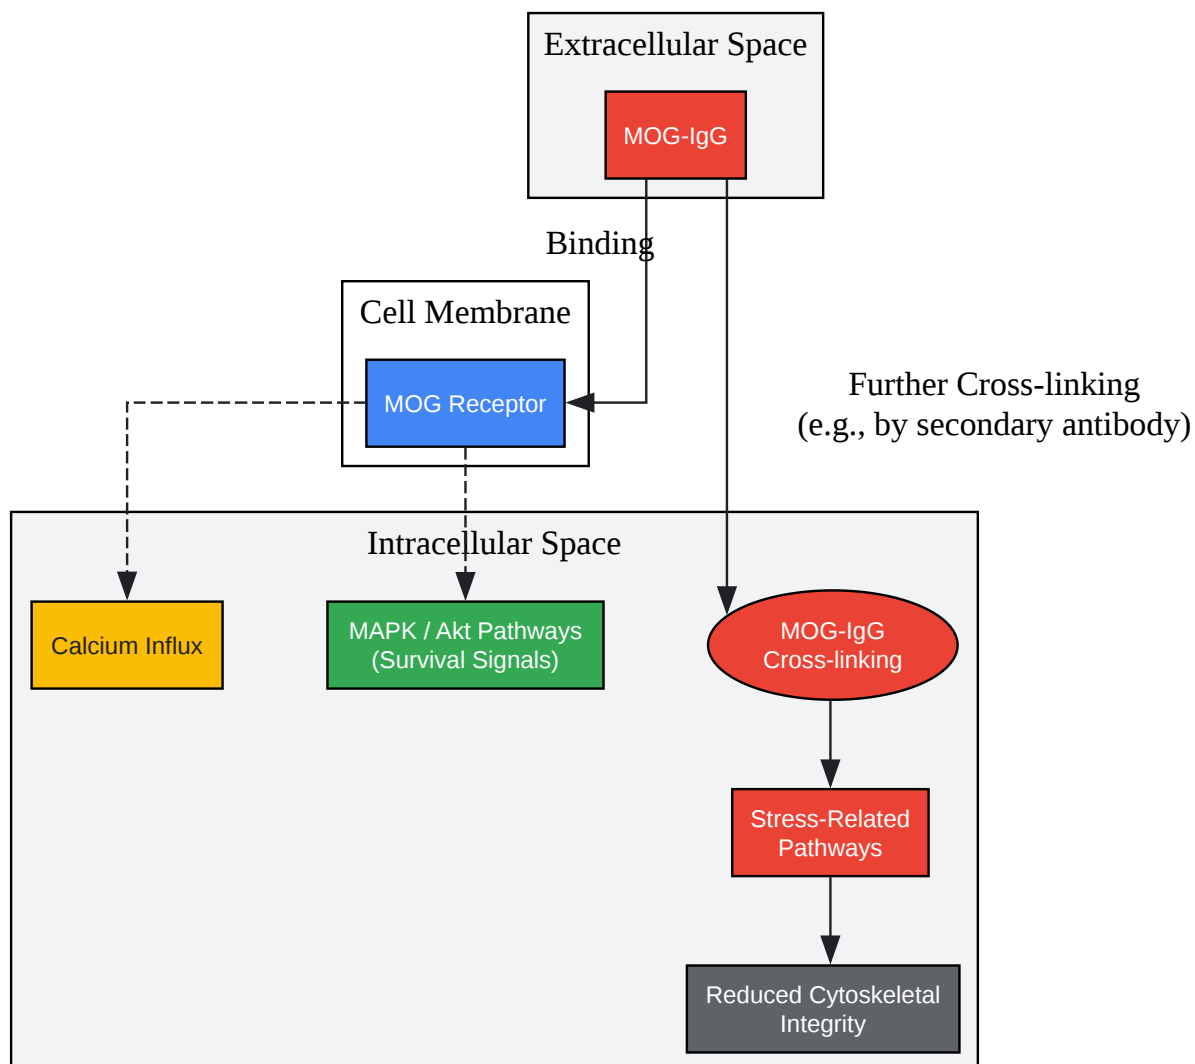 Extracellular Space
MOG-IgG
Binding
Cell Membrane
MOG Receptor
Further Cross-linking
(e.g., by secondary antibody)
Intracellular Space
Calcium Influx
MAPK / Akt Pathways
(Survival Signals)
MOG-IgG
Cross-linking
Stress-Related
Pathways
Reduced Cytoskeletal
Integrity